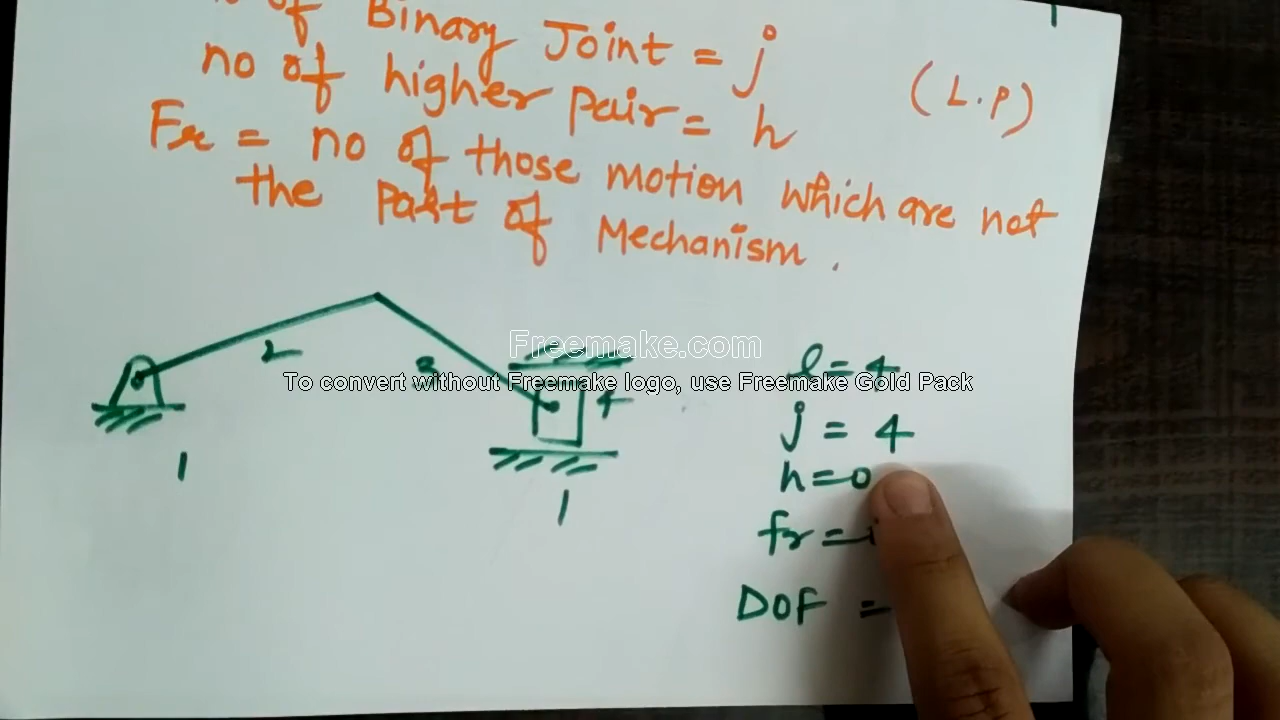 of Binary Joint = j
(L.P)
no of higher pair = h
Fr = no of those motion which are not
the Part of Mechanism.
2
3
4
1
1
l = 4
j = 4
h = 0
fr =
DOF =
Freemake.com
To convert without Freemake logo, use Freemake Gold Pack